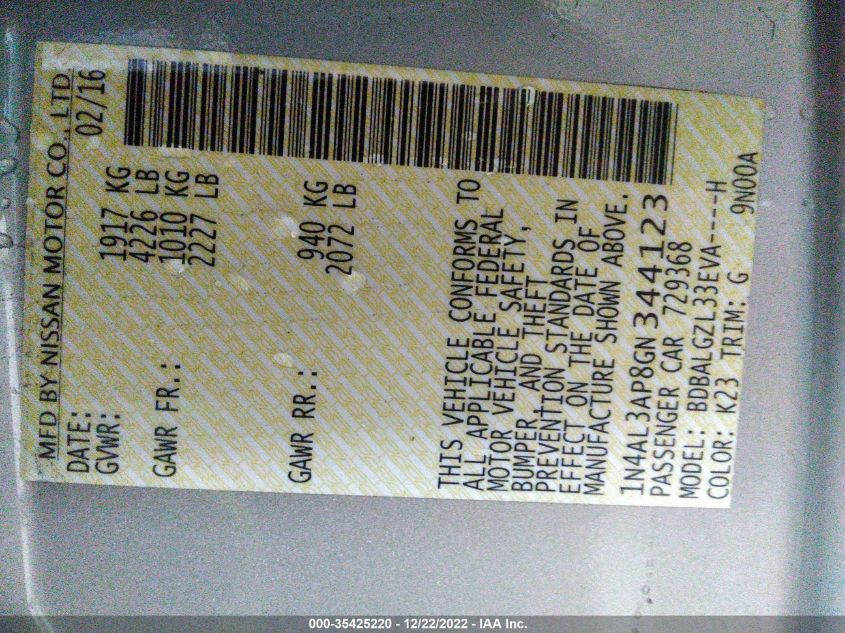 MFD BY NISSAN MOTOR CO., LTD
DATE: 02/16
GVWR: 1917 KG
4226 LB
GAWR FR.: 1010 KG
2227 LB
GAWR RR.: 940 KG
2072 LB
THIS VEHICLE CONFORMS TO
ALL APPLICABLE FEDERAL
MOTOR VEHICLE SAFETY,
BUMPER, AND THEFT
PREVENTION STANDARDS IN
EFFECT ON THE DATE OF
MANUFACTURE SHOWN ABOVE.
1N4AL3AP8GN344123
PASSENGER CAR 729368
MODEL: BDBALGZL33EVA----H
COLOR: K23 TRIM: G 9N00A
000-35425220 - 12/22/2022 - IAA Inc.